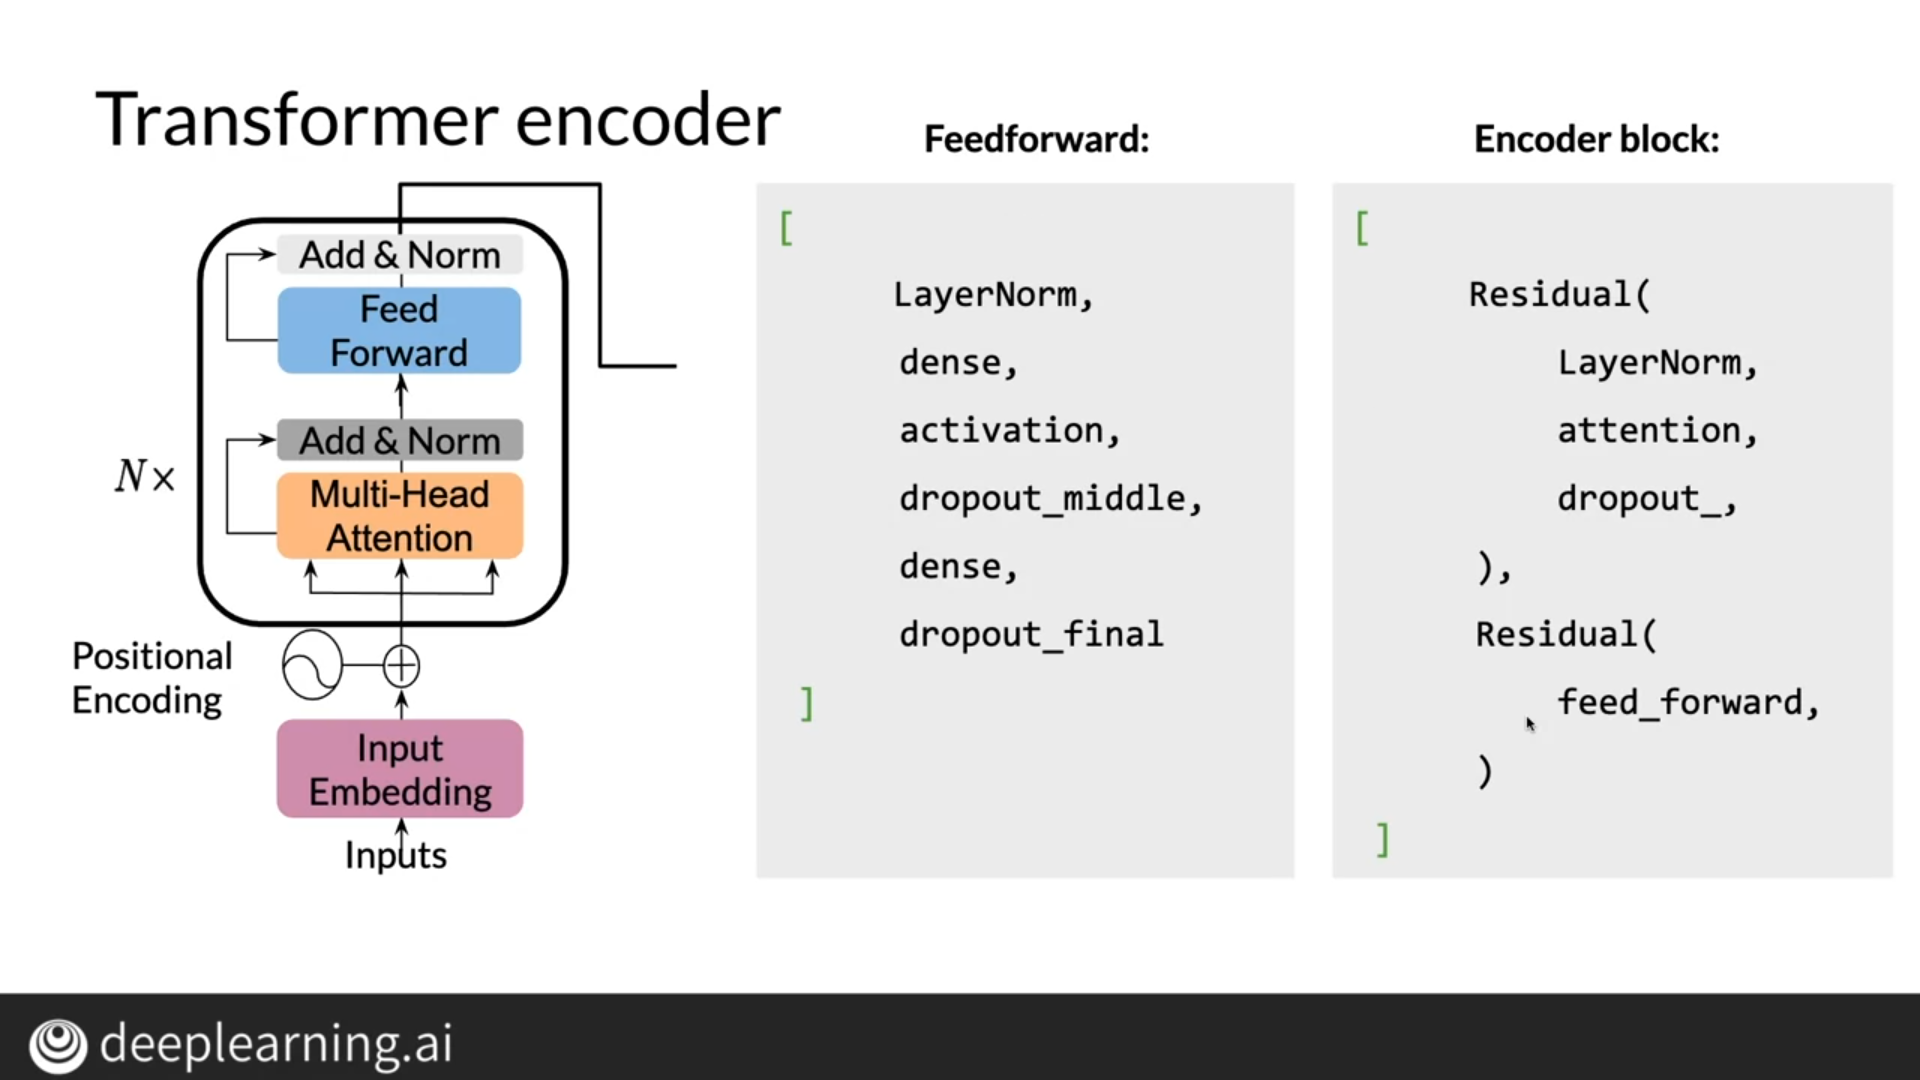 Transformer encoder
Add & Norm
Feed
Forward
Add & Norm
Multi-Head
Attention
N×
Positional
Encoding
Input
Embedding
Inputs
Feedforward:
[
LayerNorm,
dense,
activation,
dropout_middle,
dense,
dropout_final
]
Encoder block:
[
Residual(
LayerNorm,
attention,
dropout_,
),
Residual(
feed_forward,
)
]
deeplearning.ai